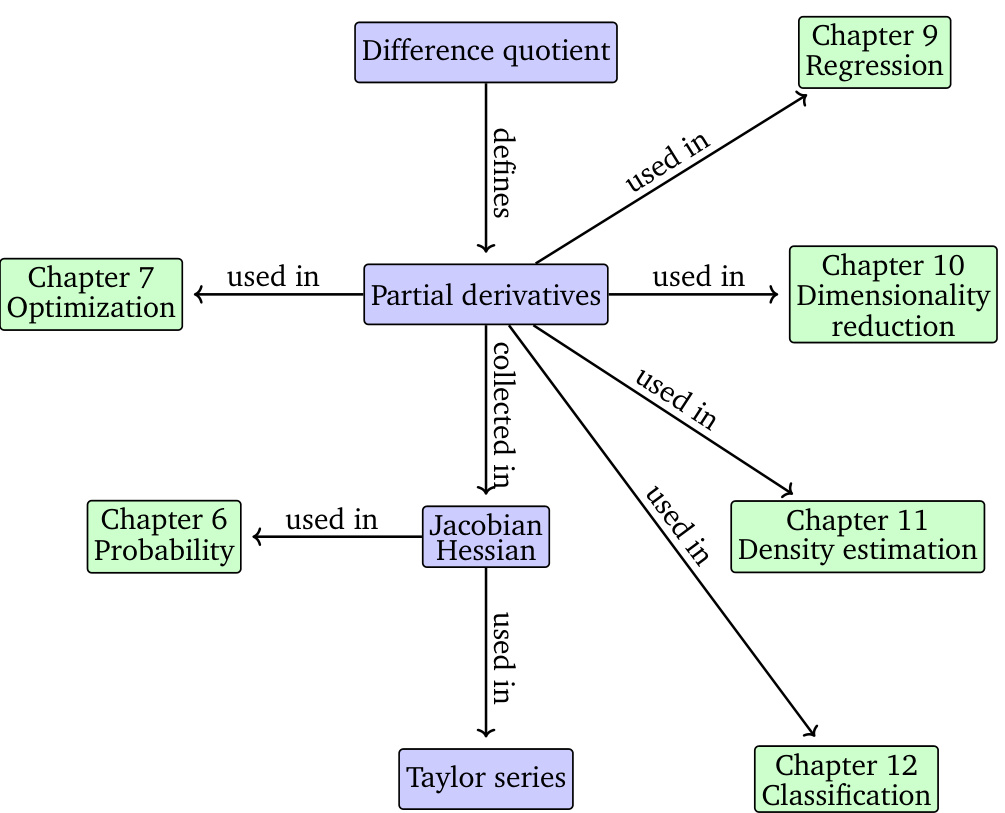 Difference quotient
Chapter 9
Regression
defines
used in
Chapter 7
Optimization
used in
Partial derivatives
used in
Chapter 10
Dimensionality
reduction
collected in
used in
used in
Chapter 6
Probability
used in
Jacobian
Hessian
Chapter 11
Density estimation
used in
Taylor series
Chapter 12
Classification